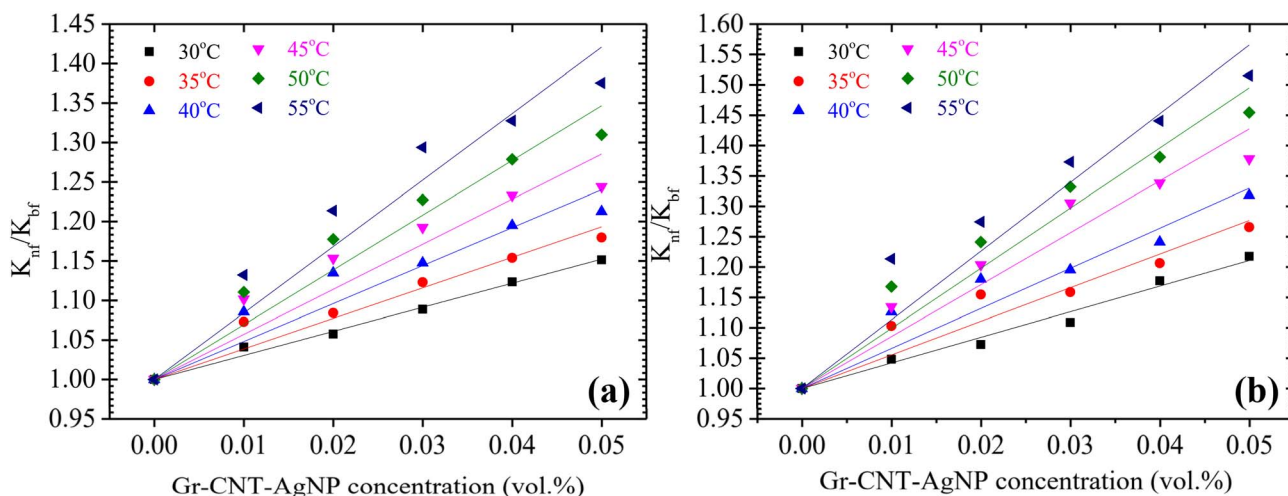 1.45
1.40
1.35
1.30
1.25
1.20
1.15
1.10
1.05
1.00
0.95
Knf/Kbf
30°C
35°C
40°C
45°C
50°C
55°C
(a)
0.00 0.01 0.02 0.03 0.04 0.05
Gr-CNT-AgNP concentration (vol.%)
1.60
1.55
1.50
1.45
1.40
1.35
1.30
1.25
1.20
1.15
1.10
1.05
1.00
0.95
Knf/Kbf
30°C
35°C
40°C
45°C
50°C
55°C
(b)
0.00 0.01 0.02 0.03 0.04 0.05
Gr-CNT-AgNP concentration (vol.%)